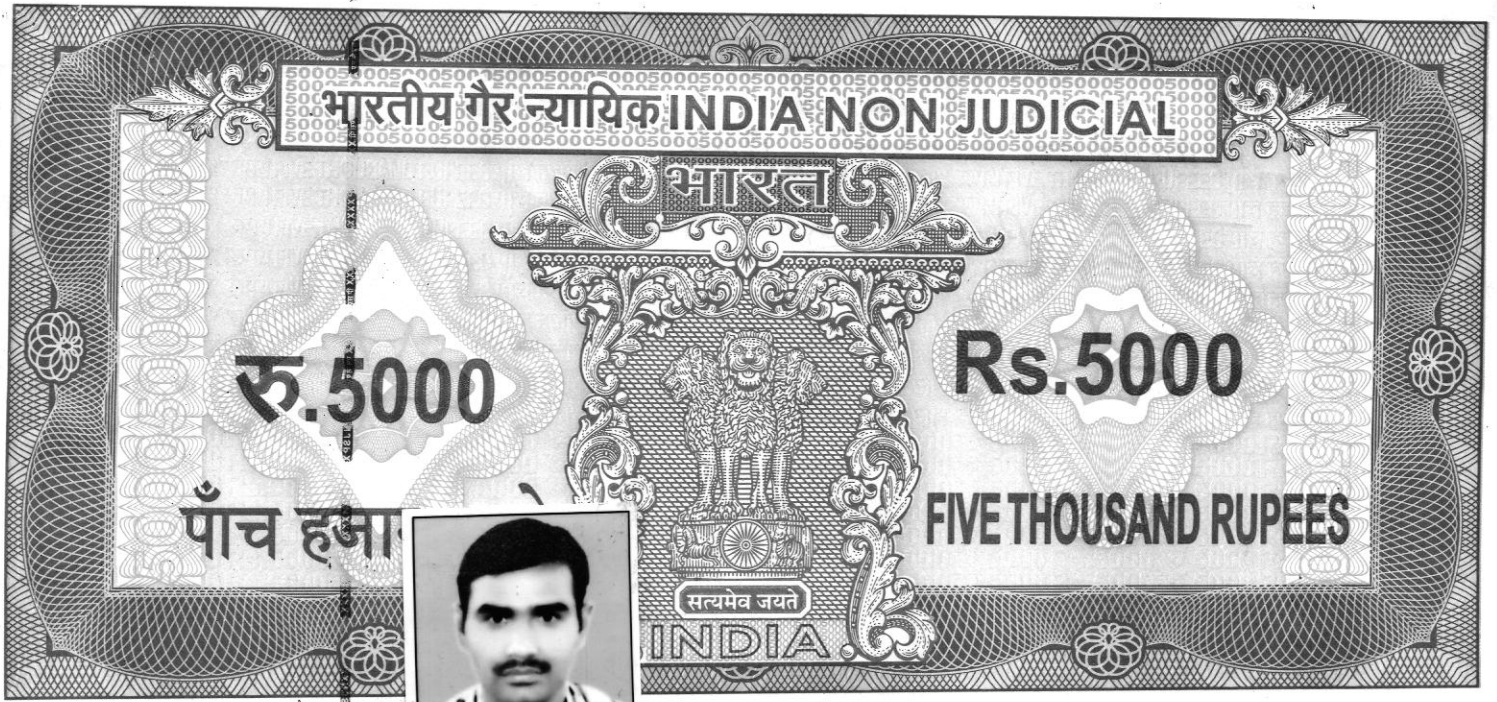 भारतीय गैर न्यायिक INDIA NON JUDICIAL
भारत
रु.5000
Rs.5000
पाँच
FIVE THOUSAND RUPEES
सत्यमेव जयते
INDIA